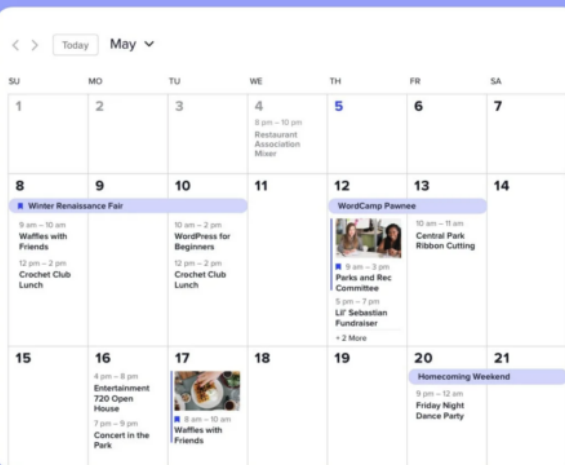 Today May
SU MO TU WE TH FR SA
1 2 3 4 5 6 7
8 pm – 10 pm
Restaurant
Association
Mixer
8 9 10 11 12 13 14
Winter Renaissance Fair
WordCamp Pawnee
9 am – 10 am
Waffles with
Friends
12 pm – 2 pm
Crochet Club
Lunch
10 am – 2 pm
WordPress for
Beginners
12 pm – 2 pm
Crochet Club
Lunch
9 am – 3 pm
Parks and Rec
Committee
5 pm – 7 pm
Lil' Sebastian
Fundraiser
+ 2 More
10 am – 11 am
Central Park
Ribbon Cutting
15 16 17 18 19 20 21
4 pm – 8 pm
Entertainment
720 Open
House
7 pm – 9 pm
Concert in the
Park
8 am – 10 am
Waffles with
Friends
Homecoming Weekend
9 pm – 12 am
Friday Night
Dance Party